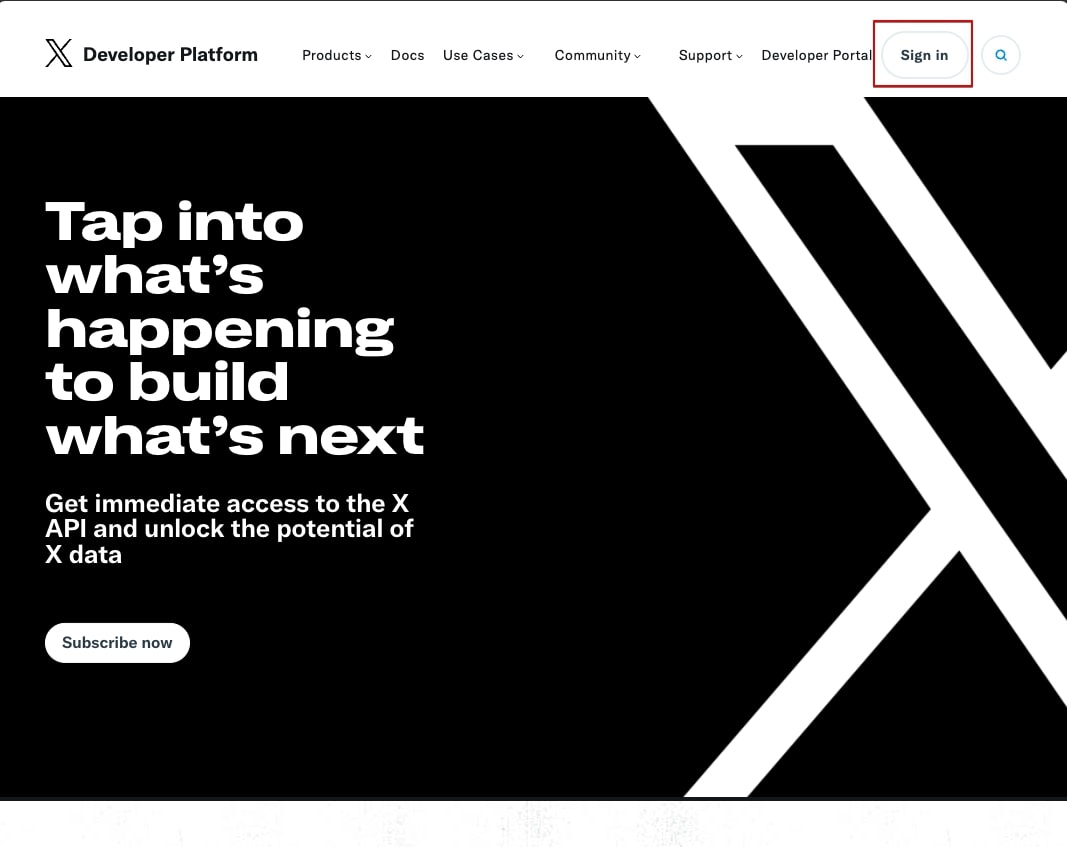 Developer Platform
Products
Docs
Use Cases
Community
Support
Developer Portal
Sign in
Tap into
what’s
happening
to build
what’s next
Get immediate access to the X
API and unlock the potential of
X data
Subscribe now